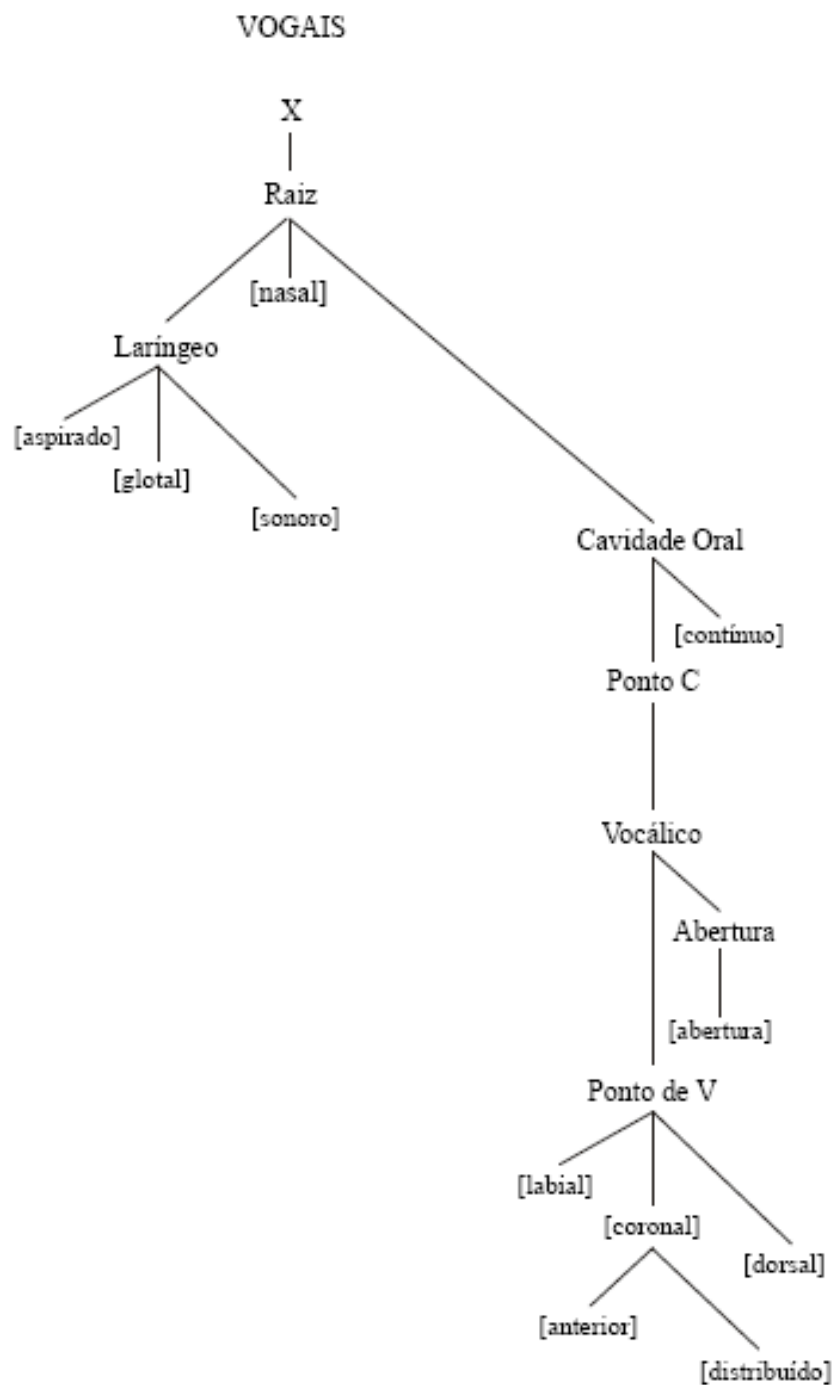 VOGAIS
X
Raiz
[nasal]
Laríngeo
[aspirado]
[glotal]
[sonoro]
Cavidade Oral
[contínuo]
Ponto C
Vocálico
Abertura
[abertura]
Ponto de V
[labial]
[coronal]
[dorsal]
[anterior]
[distribuído]